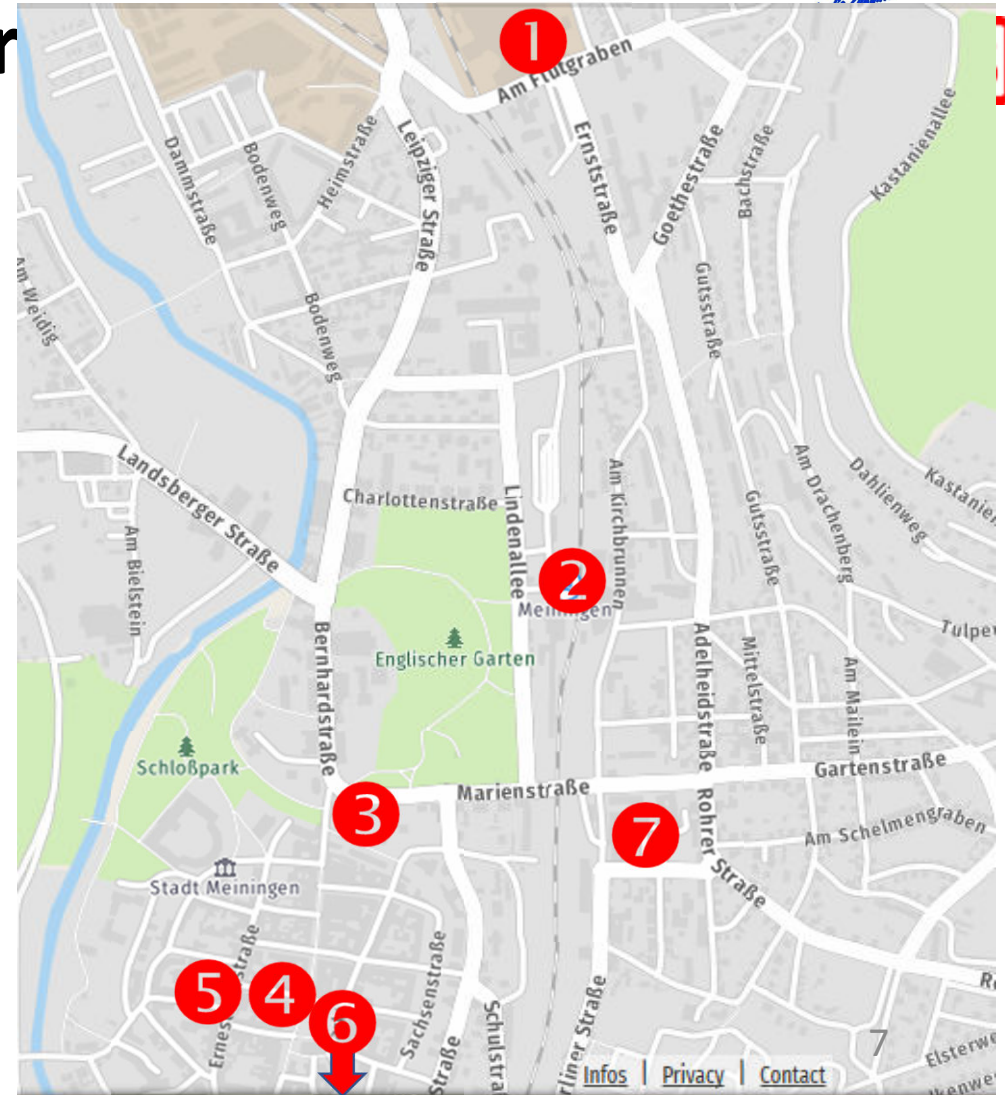 r
1
Am Flutgraben
Leipziger Straße
Ernststraße
Goethestraße
Bachstraße
Kastanienallee
Heimstraße
Dammstraße
Bodenweg
Am Weidig
Gutsstraße
Bodenweg
Landsberger Straße
Charlottenstraße
Lindenallee
Am Kirchbrunnen
Am Drachenberg
Dahlienweg
Gutsstraße
Am Bielstein
2
Meiningen
Bernhardstraße
Englischer Garten
Adelheidstraße
Mittelstraße
Am Mailein
Schloßpark
Marienstraße
Gartenstraße
3
7
Rohrer Straße
Am Schelmengraben
Stadt Meiningen
Sachsenstraße
5
4
6
Straße
7
Infos | Privacy | Contact